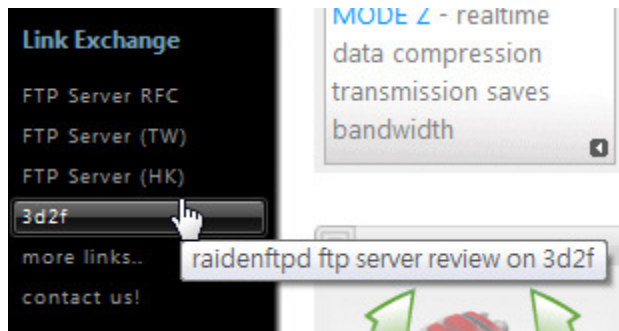 Link Exchange
FTP Server RFC
FTP Server (TW)
FTP Server (HK)
3d2f
more links..
contact us!
MODE Z - realtime
data compression
transmission saves
bandwidth
raidenftpd ftp server review on 3d2f